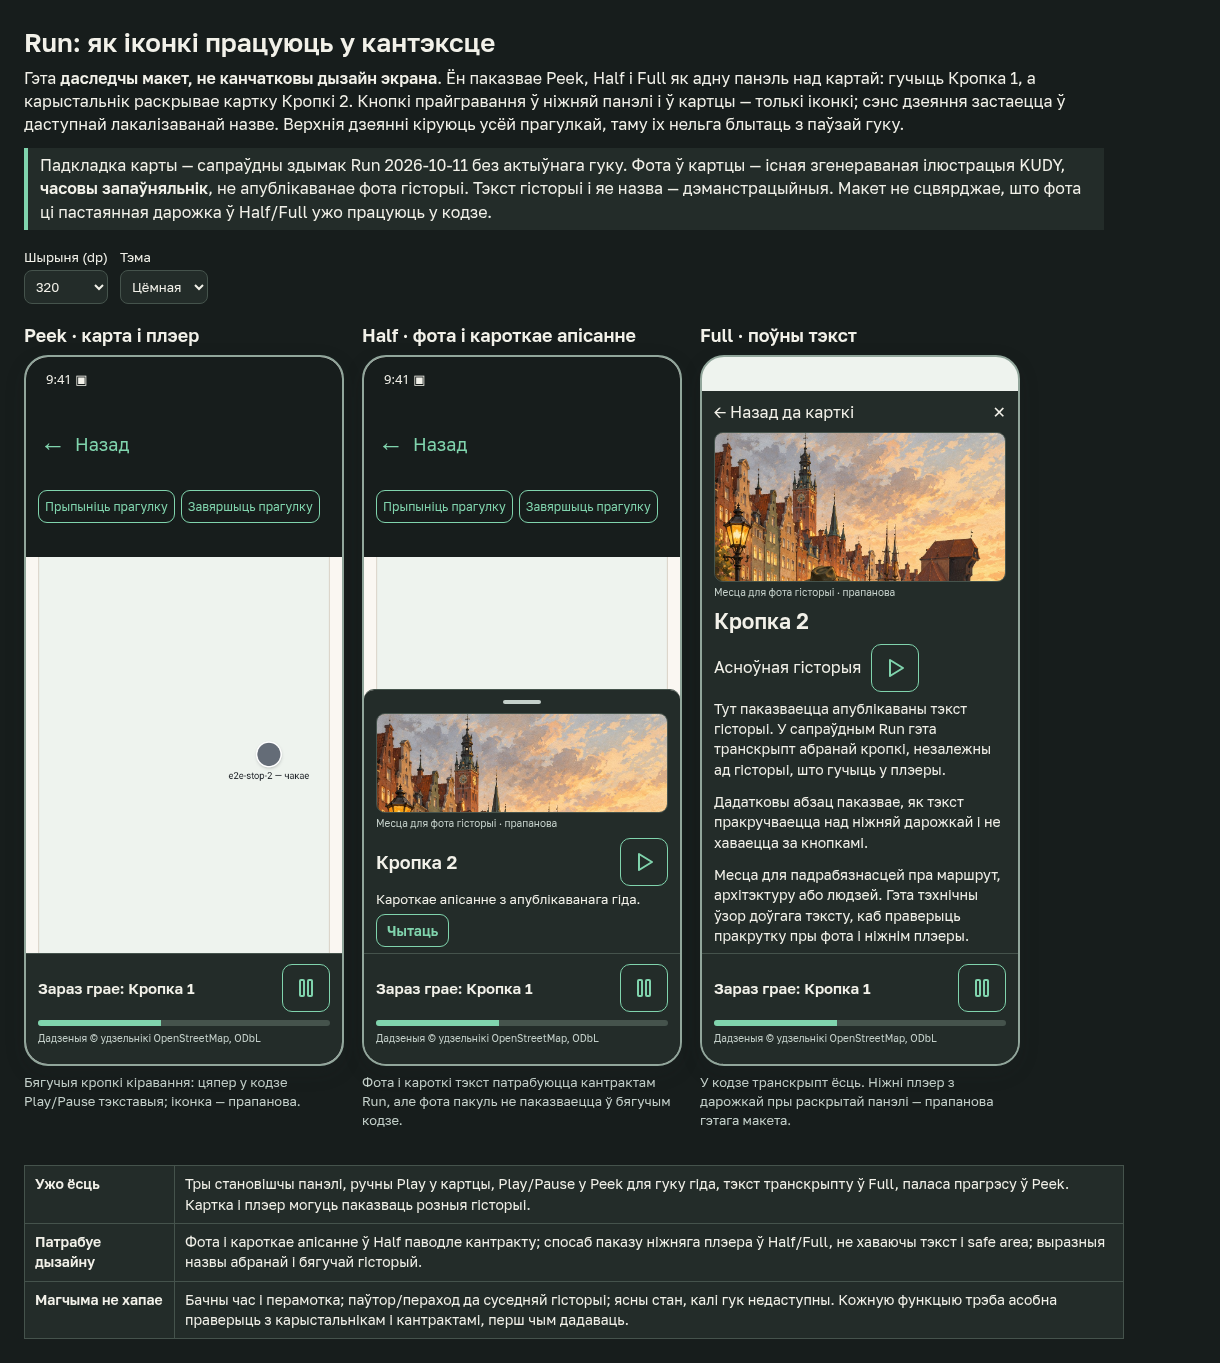 Run: як іконкі працуюць у кантэксце
Гэта даследчы макет, не канчатковы дызайн экрана. Ён паказвае Peek, Half і Full як адну панэль над картай: гучыць Кропка 1, а
карыстальнік раскрывае картку Кропкі 2. Кнопкі прайгравання ў ніжняй панэлі і ў картцы — толькі іконкі; сэнс дзеяння застаецца ў
даступнай лакалізаванай назве. Верхнія дзеянні кіруюць усёй прагулкай, таму іх нельга блытаць з паўзай гуку.
Падкладка карты — сапраўдны здымак Run 2026-10-11 без актыўнага гуку. Фота ў картцы — існая згенераваная ілюстрацыя KUDY,
часовы запаўняльнік, не апублікаванае фота гісторыі. Тэкст гісторыі і яе назва — дэманстрацыйныя. Макет не сцвярджае, што фота
ці пастаянная дарожка ў Half/Full ужо працуюць у кодзе.
Шырыня (dp) Тэма
320 Цёмная
Peek · карта і плэер
9:41 ▣
← Назад
Прыпыніць прагулку Завяршыць прагулку
e2e-stop-2 — чакае
Зараз грае: Кропка 1
Дадзеныя © удзельнікі OpenStreetMap, ODbL
Бягучыя кропкі кіравання: цяпер у кодзе
Play/Pause тэкставыя; іконка — прапанова.
Half · фота і кароткае апісанне
9:41 ▣
← Назад
Прыпыніць прагулку Завяршыць прагулку
Месца для фота гісторыі · прапанова
Кропка 2
Кароткае апісанне з апублікаванага гіда.
Чытаць
Зараз грае: Кропка 1
Дадзеныя © удзельнікі OpenStreetMap, ODbL
Фота і кароткі тэкст патрабуюцца кантрактам
Run, але фота пакуль не паказваецца ў бягучым
кодзе.
Full · поўны тэкст
← Назад да карткі ✕
Месца для фота гісторыі · прапанова
Кропка 2
Асноўная гісторыя
Тут паказваецца апублікаваны тэкст
гісторыі. У сапраўдным Run гэта
транскрыпт абранай кропкі, незалежны
ад гісторыі, што гучыць у плэеры.
Дадатковы абзац паказвае, як тэкст
пракручваецца над ніжняй дарожкай і не
хаваецца за кнопкамі.
Месца для падрабязнасцей пра маршрут,
архітэктуру або людзей. Гэта тэхнічны
ўзор доўгага тэксту, каб праверыць
пракрутку пры фота і ніжнім плэеры.
Зараз грае: Кропка 1
Дадзеныя © удзельнікі OpenStreetMap, ODbL
У кодзе транскрыпт ёсць. Ніжні плэер з
дарожкай пры раскрытай панэлі — прапанова
гэтага макета.
Ужо ёсць
Тры становішчы панэлі, ручны Play у картцы, Play/Pause у Peek для гуку гіда, тэкст транскрыпту ў Full, паласа прагрэсу ў Peek.
Картка і плэер могуць паказваць розныя гісторыі.
Патрабуе
дызайну
Фота і кароткае апісанне ў Half паводле кантракту; спосаб паказу ніжняга плэера ў Half/Full, не хаваючы тэкст і safe area; выразныя
назвы абранай і бягучай гісторый.
Магчыма не хапае
Бачны час і перамотка; паўтор/пераход да суседняй гісторыі; ясны стан, калі гук недаступны. Кожную функцыю трэба асобна
праверыць з карыстальнікам і кантрактамі, перш чым дадаваць.